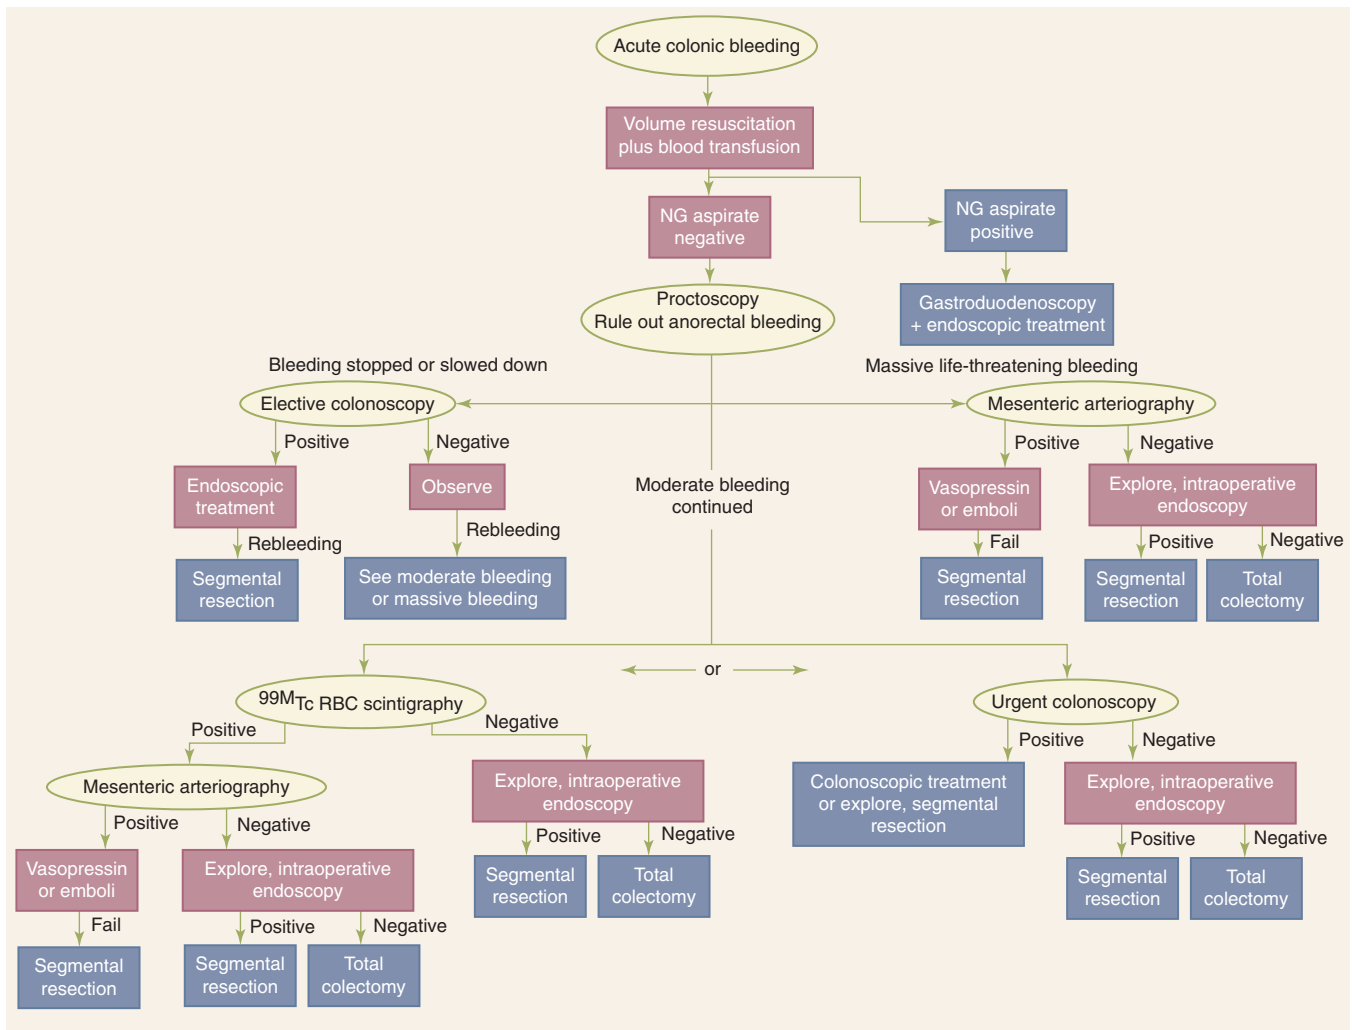 Acute colonic bleeding
Volume resuscitation
plus blood transfusion
NG aspirate
negative
NG aspirate
positive
Proctoscopy
Rule out anorectal bleeding
Gastroduodenoscopy
+ endoscopic treatment
Bleeding stopped or slowed down
Massive life-threatening bleeding
Elective colonoscopy
Mesenteric arteriography
Positive
Negative
Positive
Negative
Endoscopic
treatment
Observe
Moderate bleeding
continued
Vasopressin
or emboli
Explore, intraoperative
endoscopy
Rebleeding
Rebleeding
Fail
Positive
Negative
Segmental
resection
See moderate bleeding
or massive bleeding
Segmental
resection
Segmental
resection
Total
colectomy
or
99MTc RBC scintigraphy
Urgent colonoscopy
Positive
Negative
Positive
Negative
Mesenteric arteriography
Explore, intraoperative
endoscopy
Colonoscopic treatment
or explore, segmental
resection
Explore, intraoperative
endoscopy
Positive
Negative
Positive
Negative
Positive
Negative
Vasopressin
or emboli
Explore, intraoperative
endoscopy
Segmental
resection
Total
colectomy
Segmental
resection
Total
colectomy
Fail
Positive
Negative
Segmental
resection
Segmental
resection
Total
colectomy